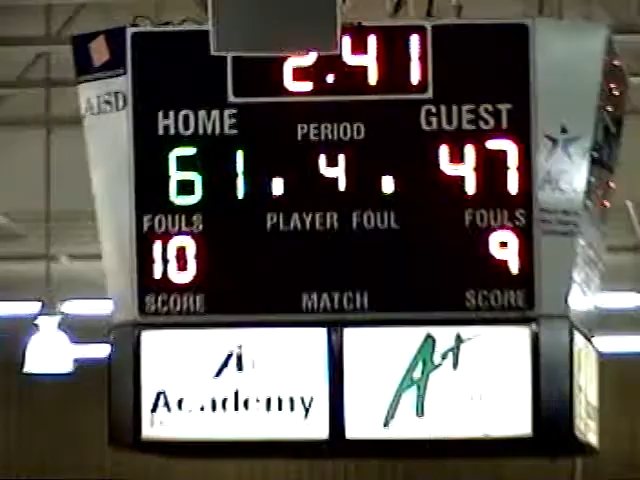 2:41
HOME PERIOD GUEST
61 4 47
FOULS PLAYER FOUL FOULS
10 9
SCORE MATCH SCORE
AISD
Academy
A+